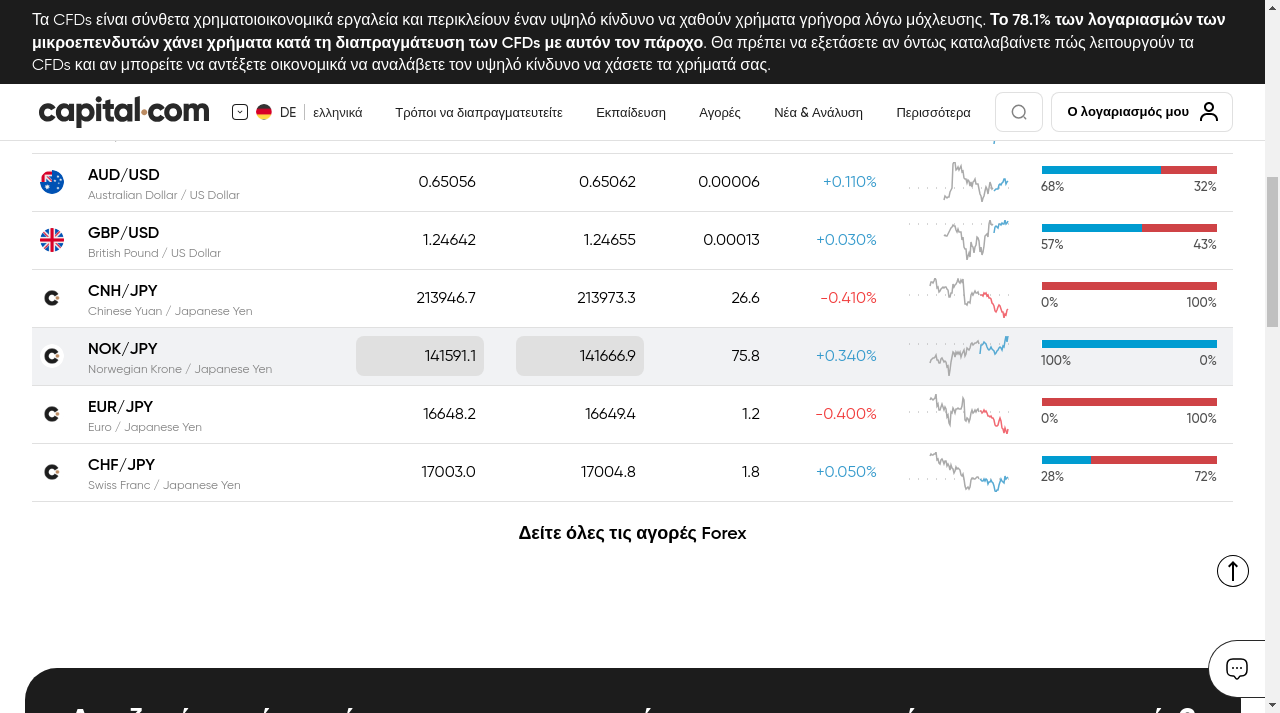 Τα CFDs είναι σύνθετα χρηματοοικονομικά εργαλεία και περικλείουν έναν υψηλό κίνδυνο να χαθούν χρήματα γρήγορα λόγω μόχλευσης. Το 78.1% των λογαριασμών των
μικροεπενδυτών χάνει χρήματα κατά τη διαπραγμάτευση των CFDs με αυτόν τον πάροχο. Θα πρέπει να εξετάσετε αν όντως καταλαβαίνετε πώς λειτουργούν τα
CFDs και αν μπορείτε να αντέξετε οικονομικά να αναλάβετε τον υψηλό κίνδυνο να χάσετε τα χρήματά σας.
capital.com DE ελληνικά Τρόποι να διαπραγματευτείτε Εκπαίδευση Αγορές Νέα & Ανάλυση Περισσότερα Ο λογαριασμός μου
AUD/USD 0.65056 0.65062 0.00006 +0.110%
Australian Dollar / US Dollar 68% 32%
GBP/USD 1.24642 1.24655 0.00013 +0.030%
British Pound / US Dollar 57% 43%
CNH/JPY 213946.7 213973.3 26.6 -0.410%
Chinese Yuan / Japanese Yen 0% 100%
NOK/JPY 141591.1 141666.9 75.8 +0.340%
Norwegian Krone / Japanese Yen 100% 0%
EUR/JPY 16648.2 16649.4 1.2 -0.400%
Euro / Japanese Yen 0% 100%
CHF/JPY 17003.0 17004.8 1.8 +0.050%
Swiss Franc / Japanese Yen 28% 72%
Δείτε όλες τις αγορές Forex